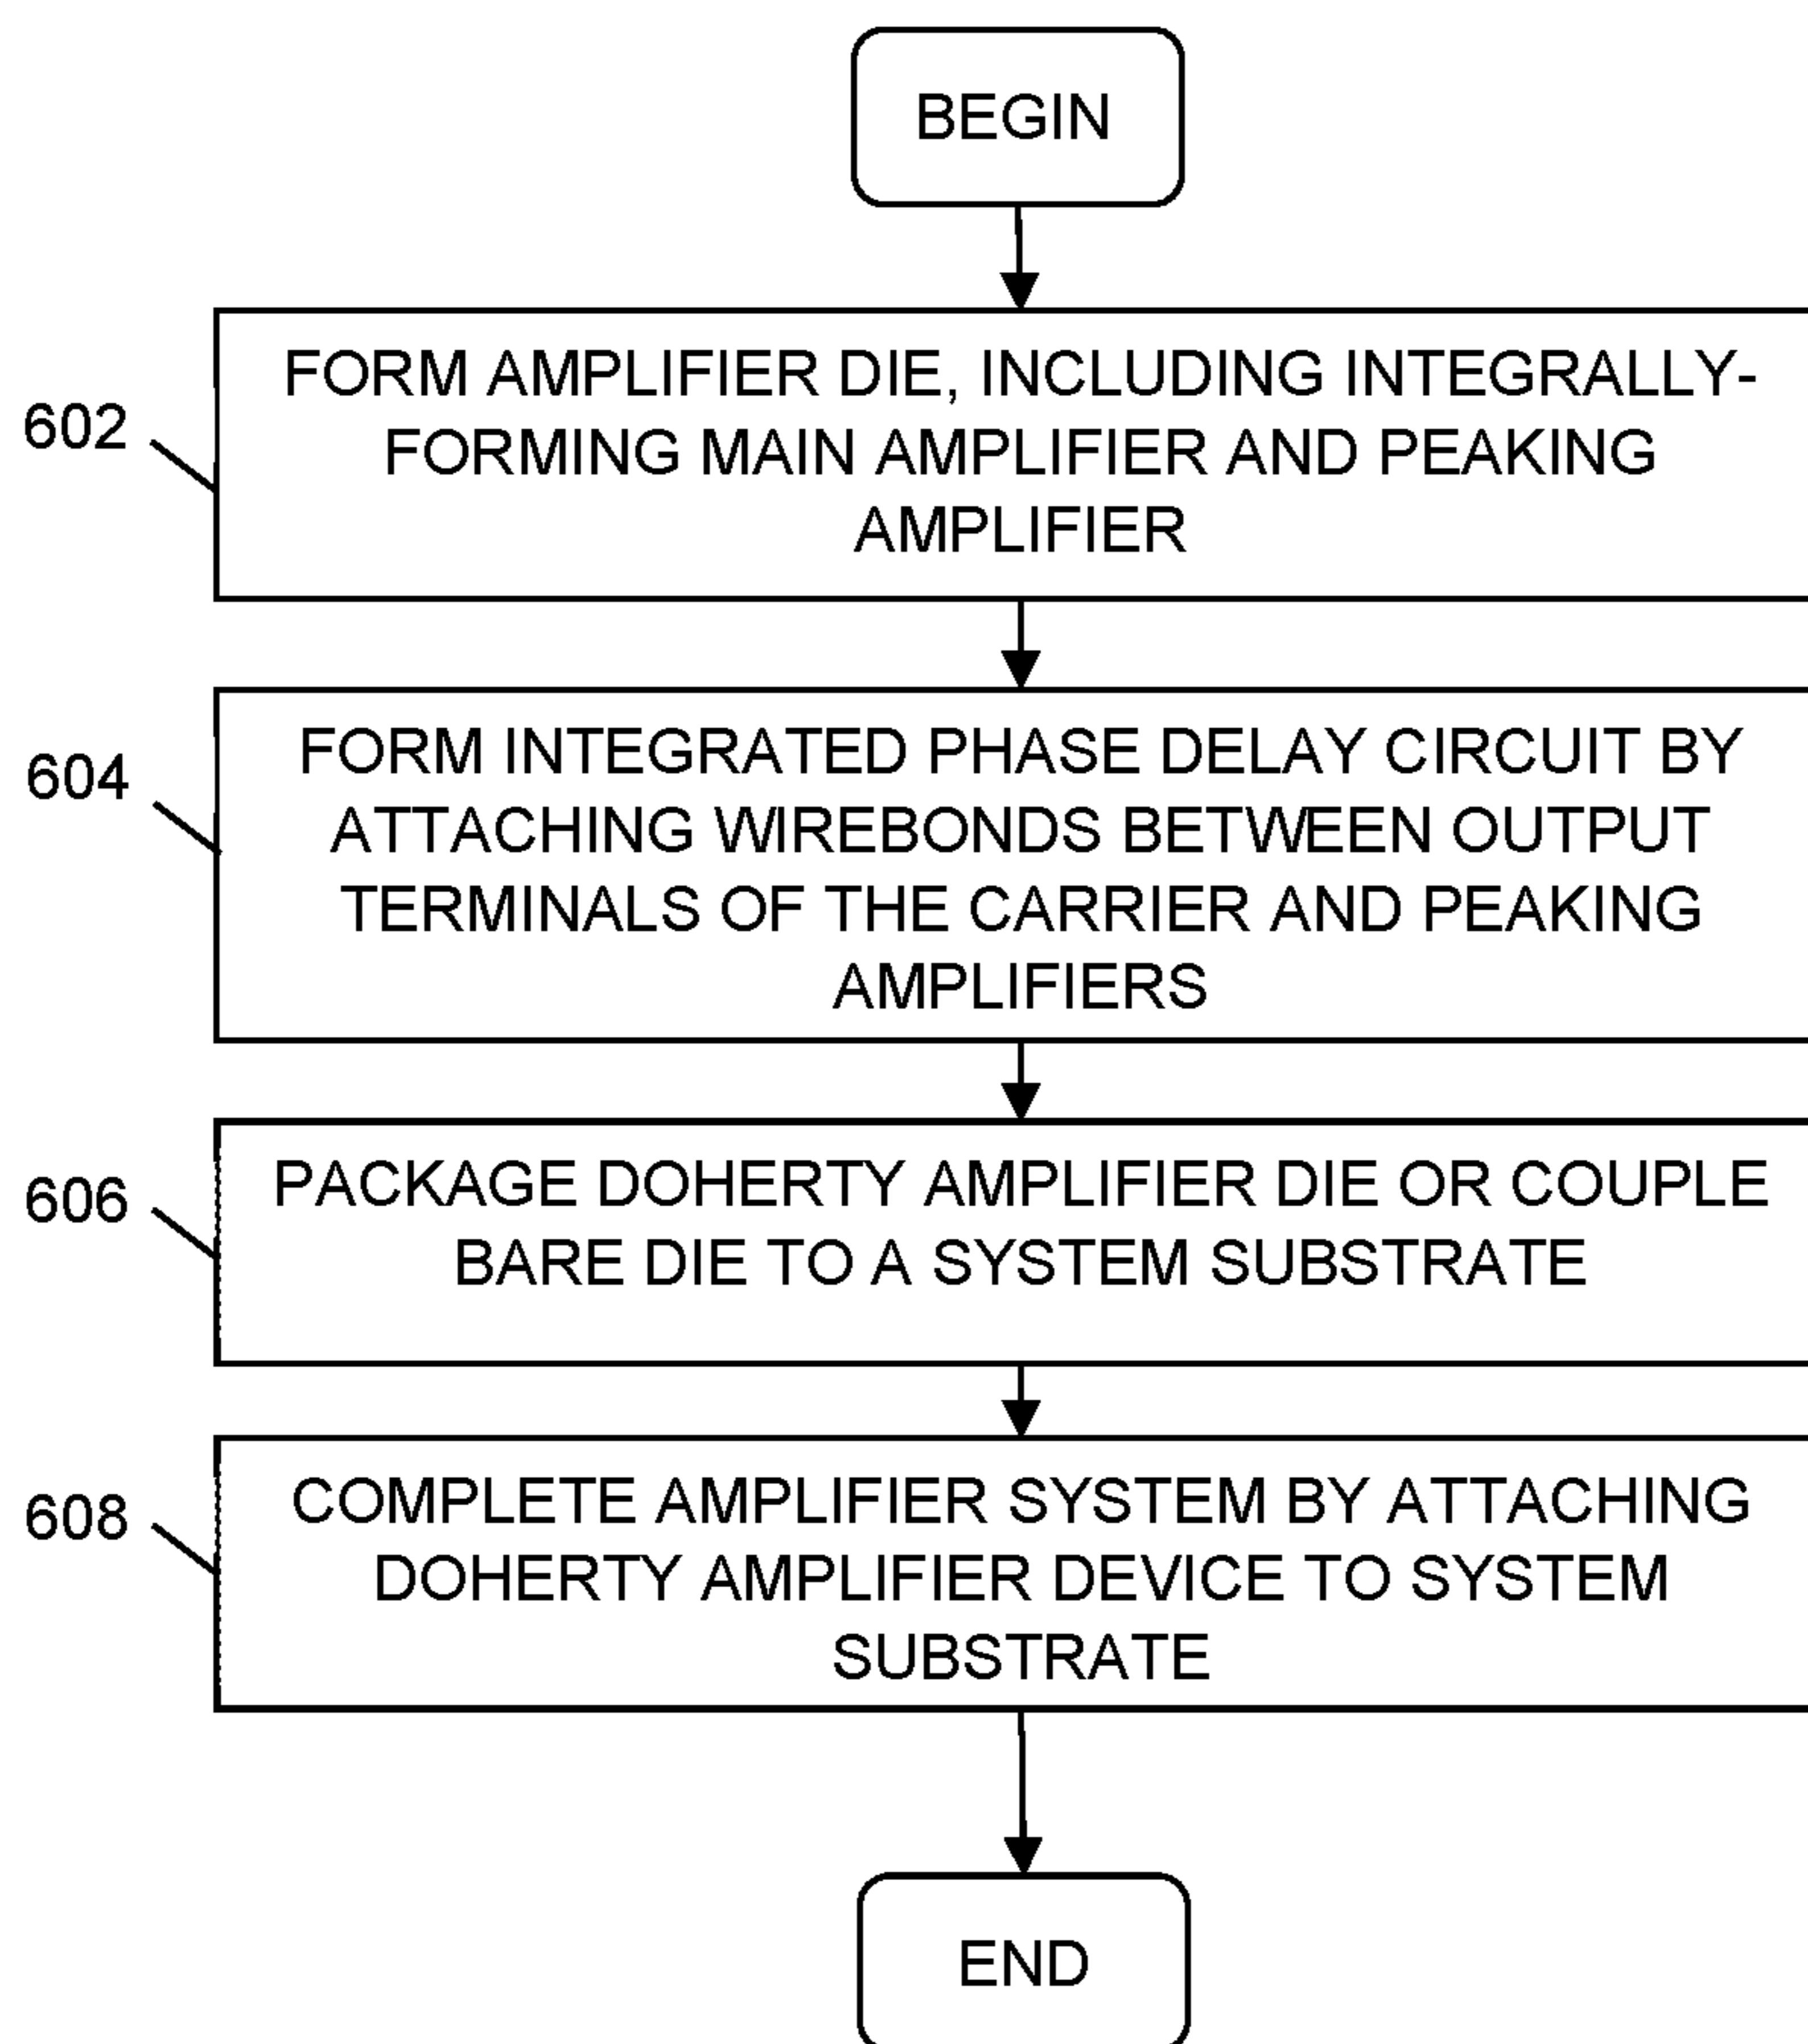 BEGIN
602
FORM AMPLIFIER DIE, INCLUDING INTEGRALLY-
FORMING MAIN AMPLIFIER AND PEAKING
AMPLIFIER
604
FORM INTEGRATED PHASE DELAY CIRCUIT BY
ATTACHING WIREBONDS BETWEEN OUTPUT
TERMINALS OF THE CARRIER AND PEAKING
AMPLIFIERS
606
PACKAGE DOHERTY AMPLIFIER DIE OR COUPLE
BARE DIE TO A SYSTEM SUBSTRATE
608
COMPLETE AMPLIFIER SYSTEM BY ATTACHING
DOHERTY AMPLIFIER DEVICE TO SYSTEM
SUBSTRATE
END